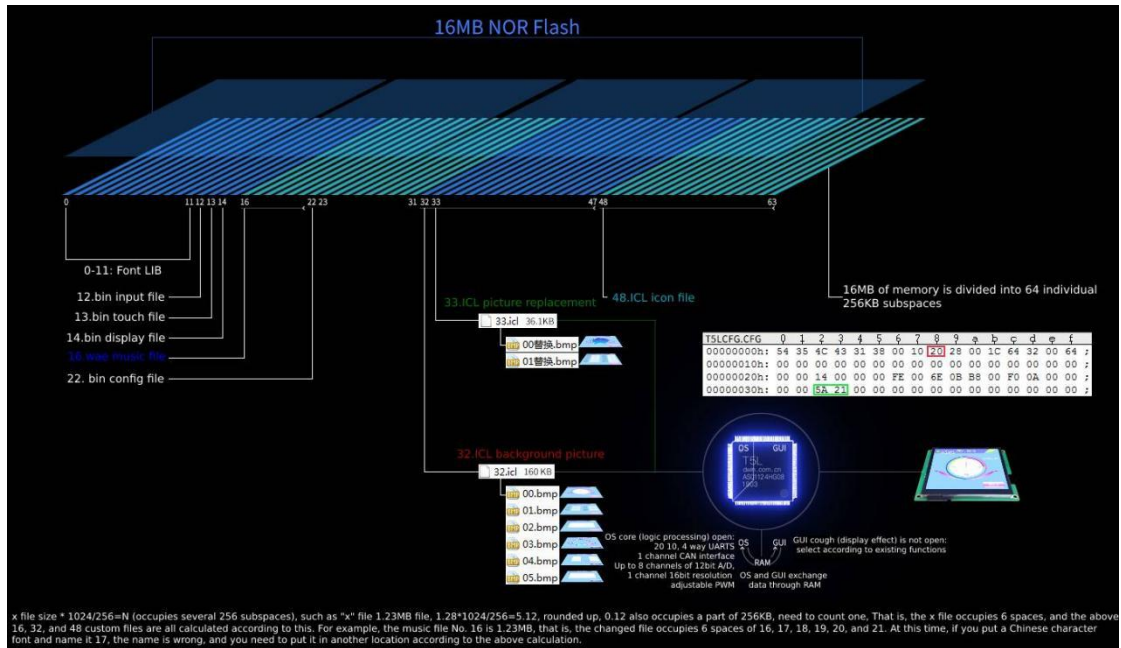 16MB NOR Flash
0
11 12 13 14
16
22 23
31 32 33
47 48
63
0-11: Font LIB
12.bin input file
13.bin touch file
14.bin display file
16.wae music file
22. bin config file
33.ICL picture replacement
48.ICL icon file
16MB of memory is divided into 64 individual
256KB subspaces
33.icl 36.1KB
00替换.bmp
01替换.bmp
T5LCFG.CFG 0 1 2 3 4 5 6 7 8 9 a b c d e f
00000000h: 54 35 4C 43 31 38 00 10 20 28 00 1C 64 32 00 64 ;
00000010h: 00 00 00 00 00 00 00 00 00 00 00 00 00 00 00 00 ;
00000020h: 00 00 14 00 00 00 FE 00 6E 0B B8 00 F0 0A 00 00 ;
00000030h: 00 00 5A 21 00 00 00 00 00 00 00 00 00 00 00 00 ;
32.ICL background picture
32.icl 160 KB
00.bmp
01.bmp
02.bmp
03.bmp
04.bmp
05.bmp
OS GUI
T5L
OS core (logic processing) open:
20 10, 4 way UARTS
1 channel CAN interface
Up to 8 channels of 12bit A/D,
1 channel 16bit resolution
adjustable PWM
OS GUI
RAM
OS and GUI exchange
data through RAM
GUI cough (display effect) is not open:
select according to existing functions
x file size * 1024/256=N (occupies several 256 subspaces), such as "x" file 1.23MB file, 1.28*1024/256=5.12, rounded up, 0.12 also occupies a part of 256KB, need to count one, That is, the x file occupies 6 spaces, and the above
16, 32, and 48 custom files are all calculated according to this. For example, the music file No. 16 is 1.23MB, that is, the changed file occupies 6 spaces of 16, 17, 18, 19, 20, and 21. At this time, if you put a Chinese character
font and name it 17, the name is wrong, and you need to put it in another location according to the above calculation.